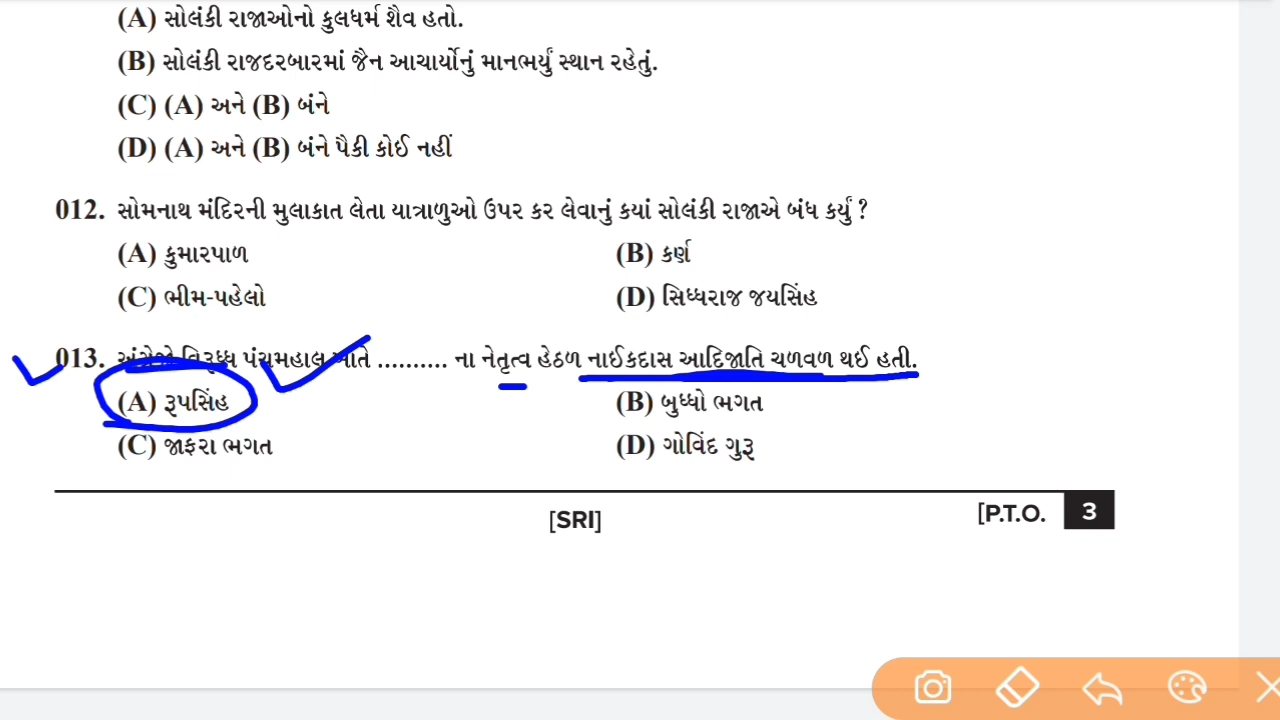 (A) સોલંકી રાજાઓનો કુલધર્મ શૈવ હતો.
(B) સોલંકી રાજદરબારમાં જૈન આચાર્યોનું માનભર્યું સ્થાન રહેતું.
(C) (A) અને (B) બંને
(D) (A) અને (B) બંને પૈકી કોઈ નહીં
012. સોમનાથ મંદિરની મુલાકાત લેતા યાત્રાળુઓ ઉપર કર લેવાનું કયાં સોલંકી રાજાએ બંધ કર્યું ?
(A) કુમારપાળ (B) કર્ણ
(C) ભીમ-પહેલો (D) સિધ્ધરાજ જયસિંહ
013. અંગ્રેજો વિરૂધ્ધ પંચમહાલ ખાતે .......... ના નેતૃત્વ હેઠળ નાઈકદાસ આદિજાતિ ચળવળ થઈ હતી.
(A) રૂપસિંહ (B) બુધ્ધો ભગત
(C) જાફરા ભગત (D) ગોવિંદ ગુરૂ
[SRI] [P.T.O. 3